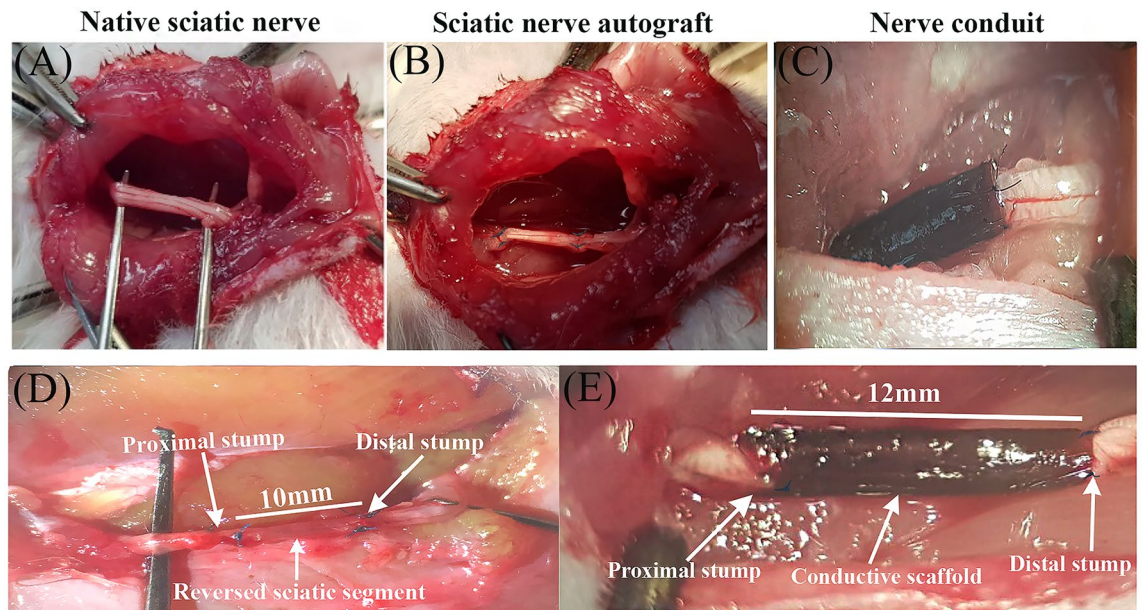 Native sciatic nerve
Sciatic nerve autograft
Nerve conduit
(A)
(B)
(C)
(D)
Proximal stump
Distal stump
10mm
Reversed sciatic segment
(E)
12mm
Proximal stump
Conductive scaffold
Distal stump